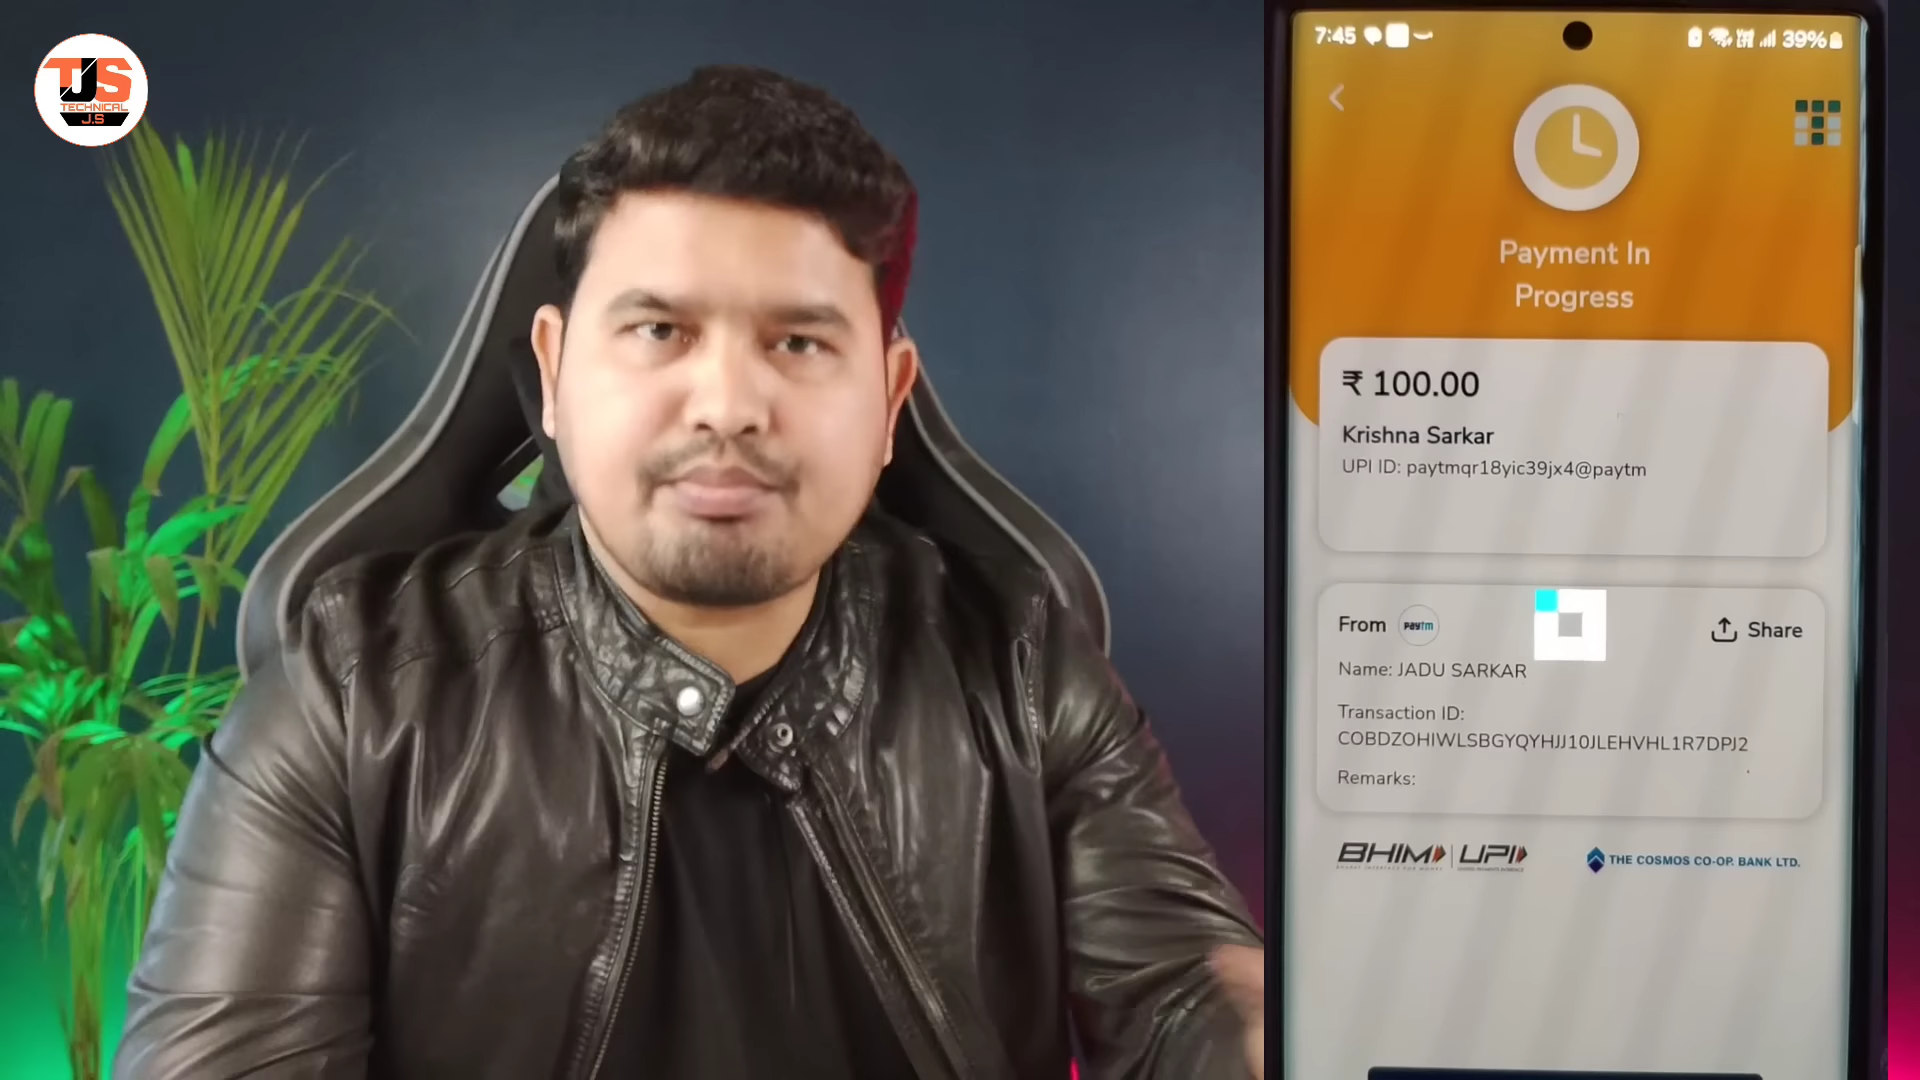 TJS
TECHNICAL
J.S
7:45
39%
Payment In
Progress
₹ 100.00
Krishna Sarkar
UPI ID: paytmqr18yic39jx4@paytm
From paytm Share
Name: JADU SARKAR
Transaction ID:
COBDZOHIWLSBGYQYHJJ10JLEHVHL1R7DPJ2
Remarks:
BHIM UPI THE COSMOS CO-OP. BANK LTD.